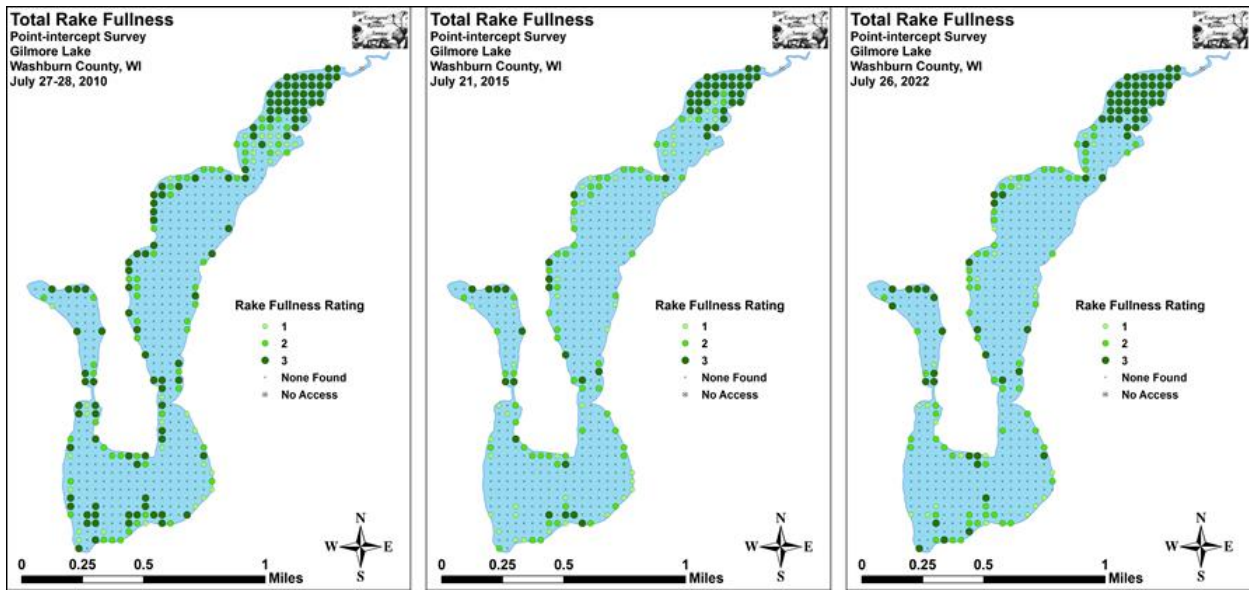 Total Rake Fullness
Point-intercept Survey
Gilmore Lake
Washburn County, WI
July 27-28, 2010
Rake Fullness Rating
1
2
3
None Found
No Access
N
W E
S
0 0.25 0.5 1
Miles
Total Rake Fullness
Point-intercept Survey
Gilmore Lake
Washburn County, WI
July 21, 2015
Rake Fullness Rating
1
2
3
None Found
No Access
N
W E
S
0 0.25 0.5 1
Miles
Total Rake Fullness
Point-intercept Survey
Gilmore Lake
Washburn County, WI
July 26, 2022
Rake Fullness Rating
1
2
3
None Found
No Access
N
W E
S
0 0.25 0.5 1
Miles